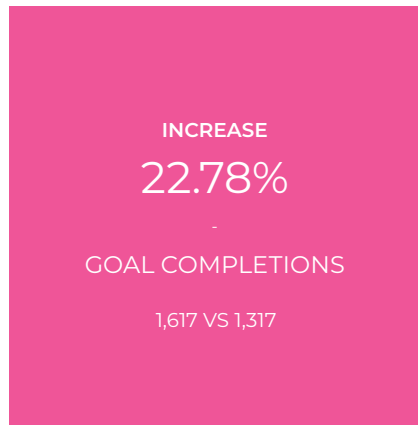 INCREASE
22.78%
-
GOAL COMPLETIONS
1,617 VS 1,317